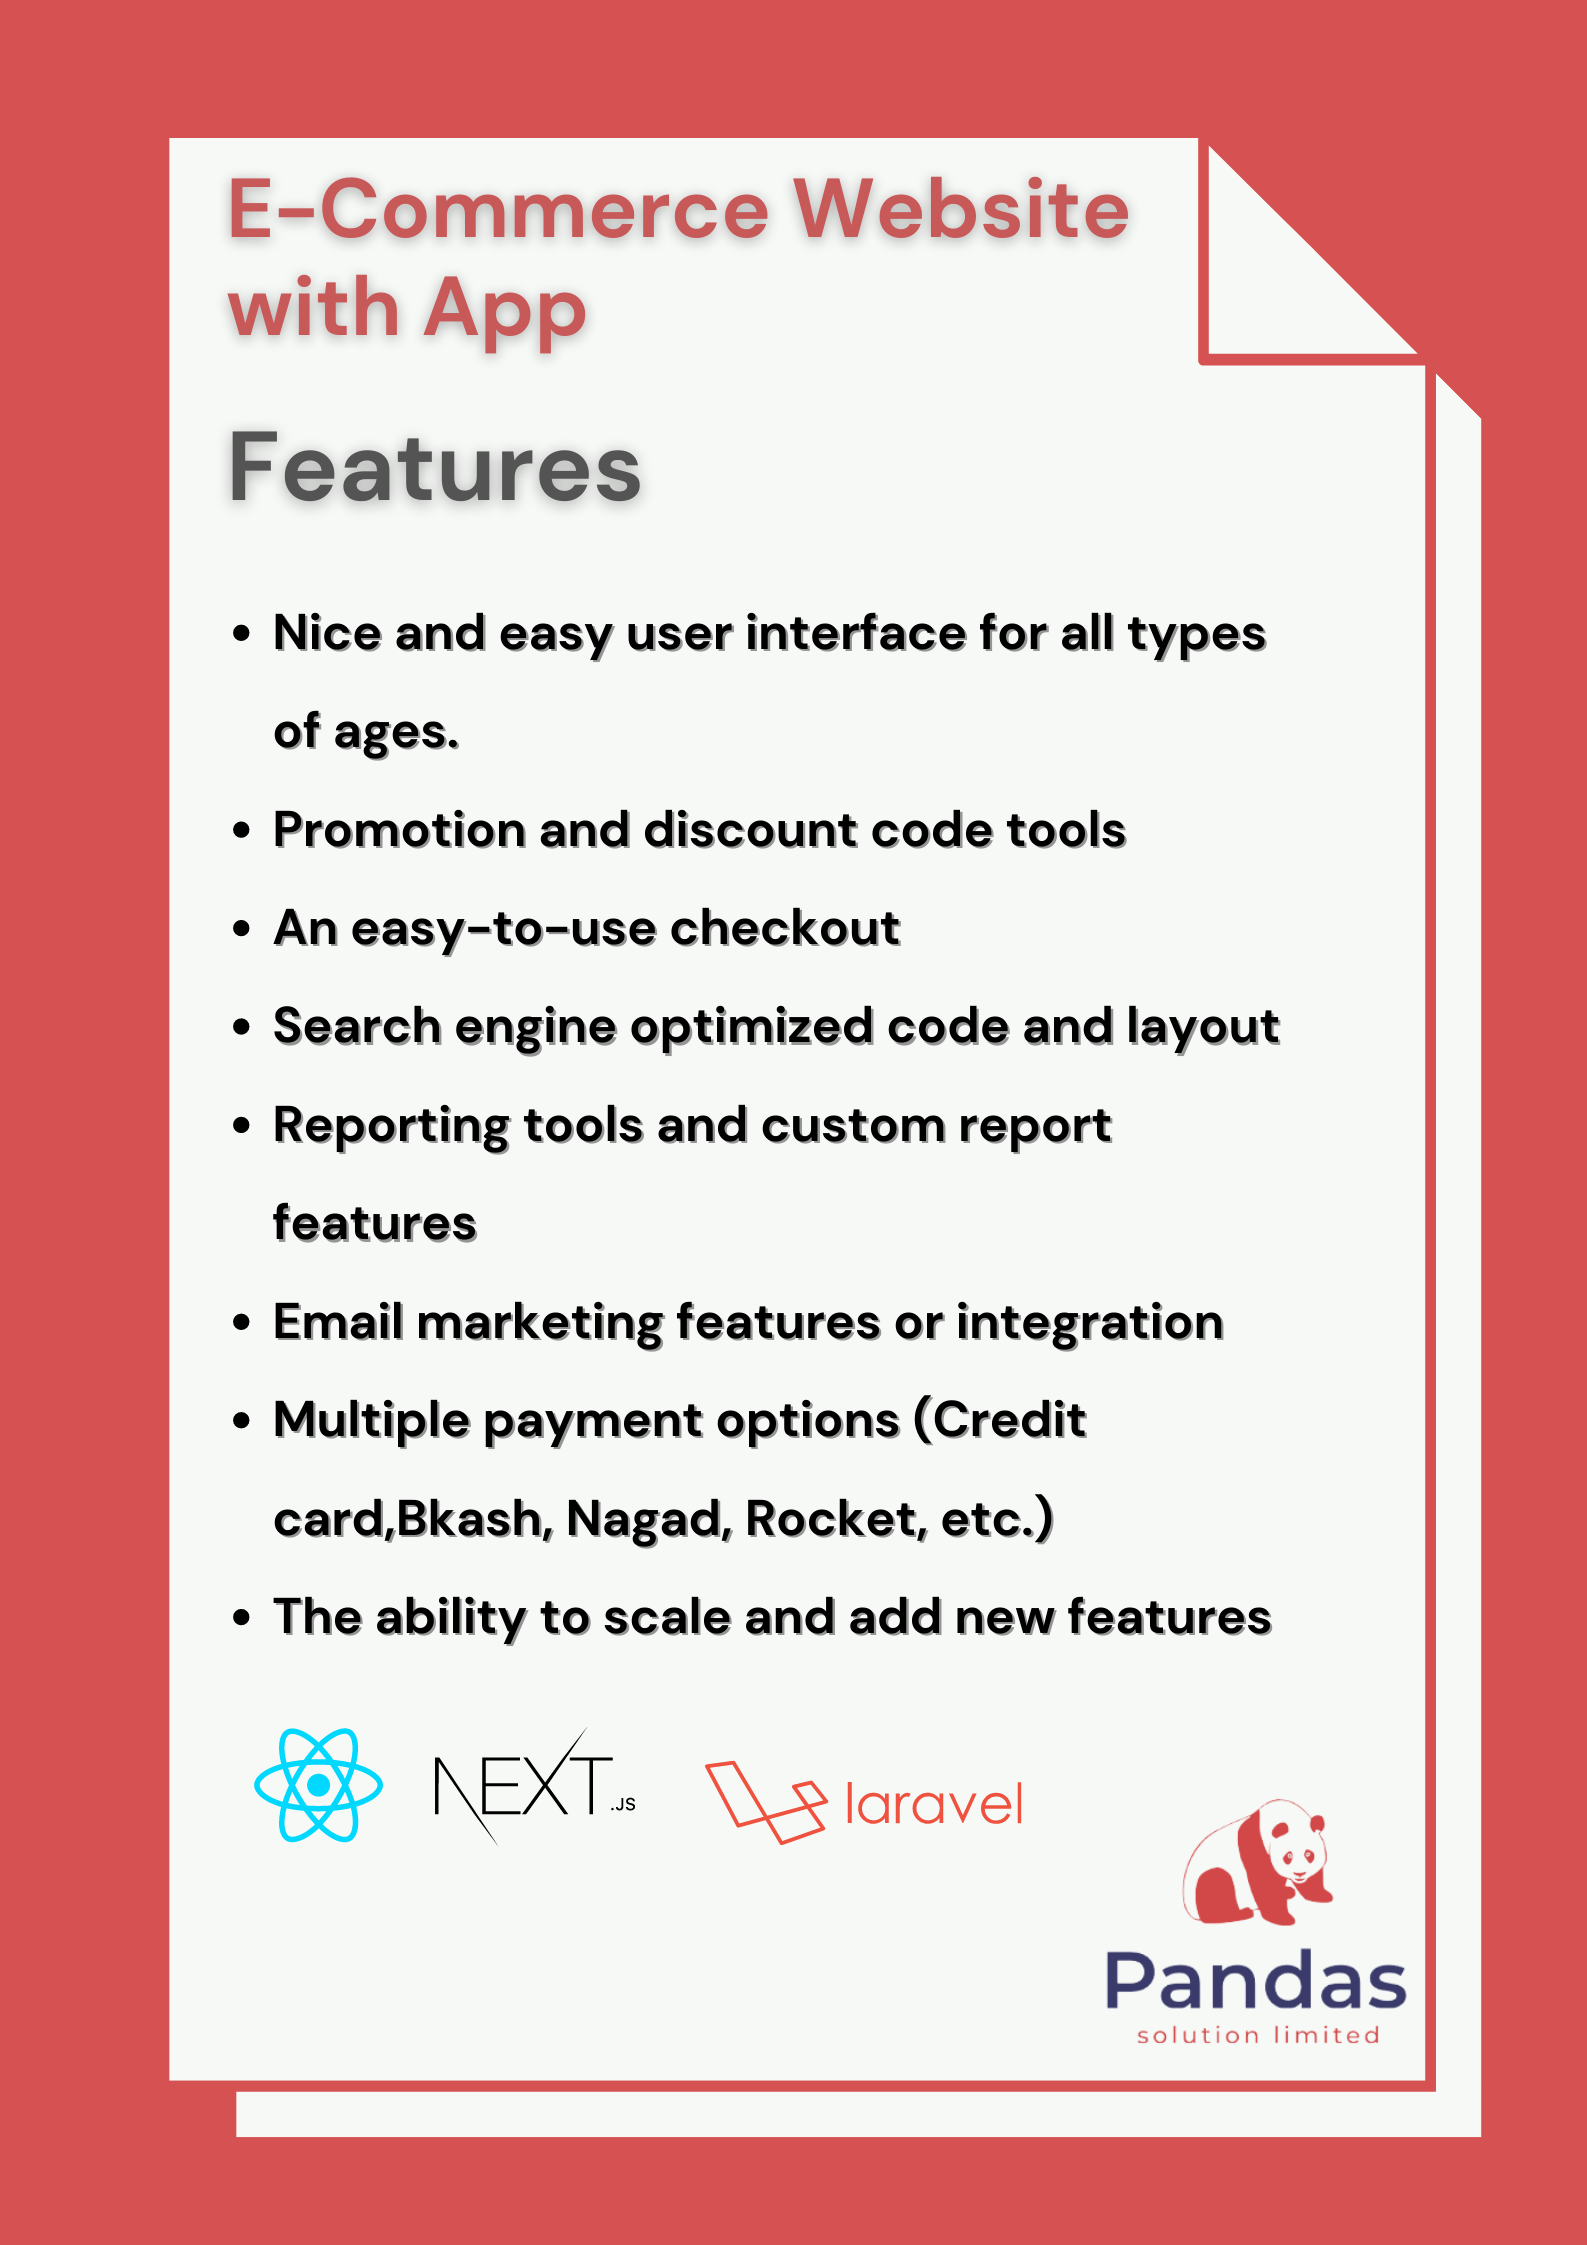 E-Commerce Website
with App
Features
• Nice and easy user interface for all types
of ages.
• Promotion and discount code tools
• An easy-to-use checkout
• Search engine optimized code and layout
• Reporting tools and custom report
features
• Email marketing features or integration
• Multiple payment options (Credit
card,Bkash, Nagad, Rocket, etc.)
• The ability to scale and add new features
NEXT.JS
laravel
Pandas
solution limited